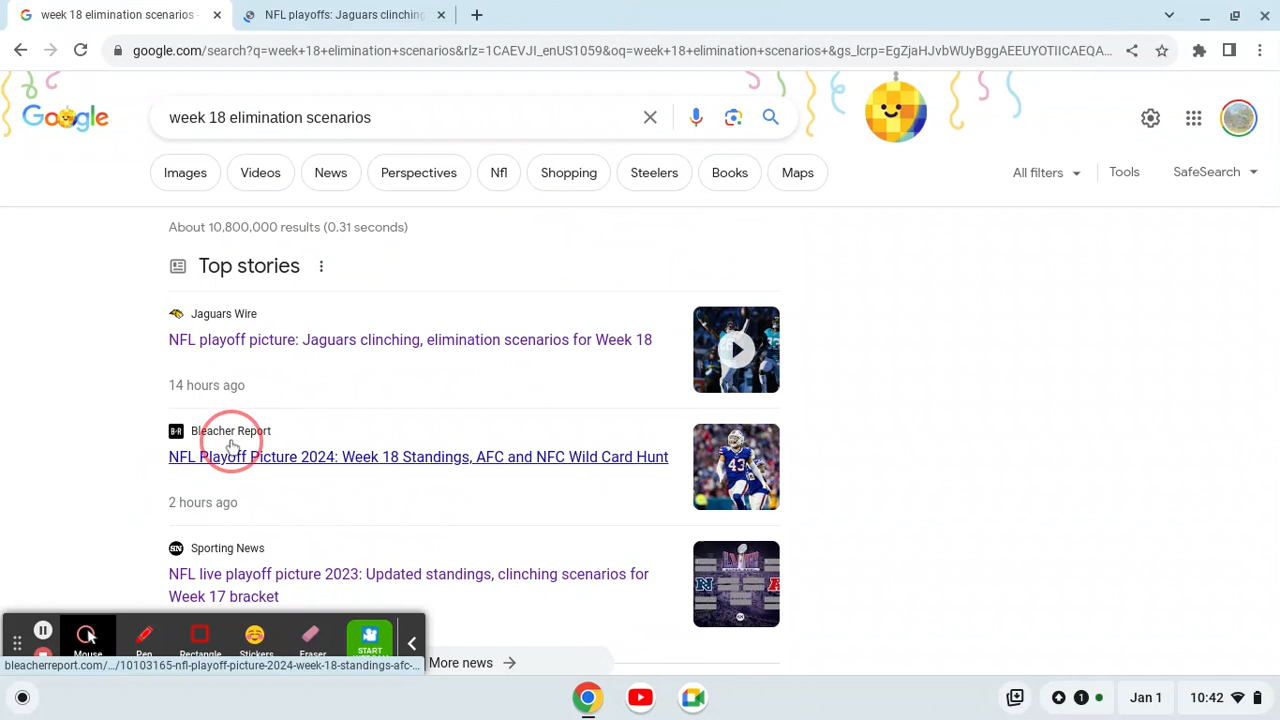 week 18 elimination scenarios -
NFL playoffs: Jaguars clinching
google.com/search?q=week+18+elimination+scenarios&rlz=1CAEVJI_enUS1059&oq=week+18+elimination+scenarios+&gs_lcrp=EgZjaHJvbWUyBggAEEUYOTIICAEQA...
Google
week 18 elimination scenarios
Images
Videos
News
Perspectives
Nfl
Shopping
Steelers
Books
Maps
All filters
Tools
SafeSearch
About 10,800,000 results (0.31 seconds)
Top stories
Jaguars Wire
NFL playoff picture: Jaguars clinching, elimination scenarios for Week 18
14 hours ago
B/R
Bleacher Report
NFL Playoff Picture 2024: Week 18 Standings, AFC and NFC Wild Card Hunt
2 hours ago
SN
Sporting News
NFL live playoff picture 2023: Updated standings, clinching scenarios for
Week 17 bracket
Mouse
Pen
Rectangle
Stickers
Eraser
START
More news
bleacherreport.com/.../10103165-nfl-playoff-picture-2024-week-18-standings-afc-...
1
Jan 1
10:42